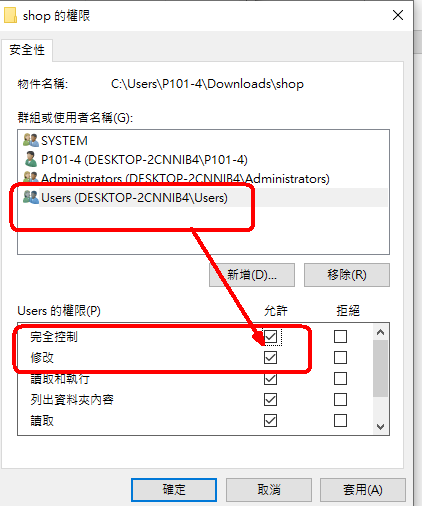 shop 的權限
安全性
物件名稱: C:\Users\P101-4\Downloads\shop
群組或使用者名稱(G):
SYSTEM
P101-4 (DESKTOP-2CNNIB4\P101-4)
Administrators (DESKTOP-2CNNIB4\Administrators)
Users (DESKTOP-2CNNIB4\Users)
新增(D)... 移除(R)
Users 的權限(P) 允許 拒絕
完全控制
修改
讀取和執行
列出資料夾內容
讀取
確定 取消 套用(A)